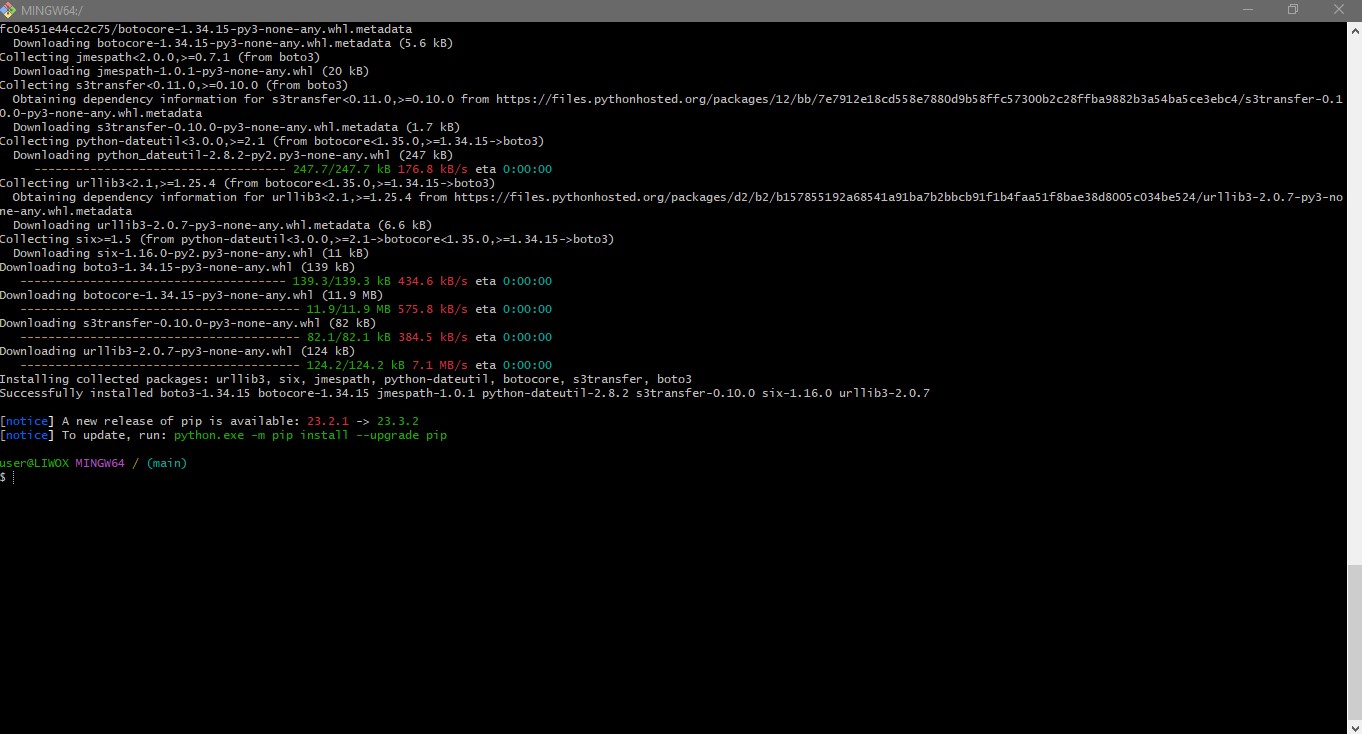 MINGW64:/
fc0e451e44cc2c75/botocore-1.34.15-py3-none-any.whl.metadata
  Downloading botocore-1.34.15-py3-none-any.whl.metadata (5.6 kB)
Collecting jmespath<2.0.0,>=0.7.1 (from boto3)
  Downloading jmespath-1.0.1-py3-none-any.whl (20 kB)
Collecting s3transfer<0.11.0,>=0.10.0 (from boto3)
  Obtaining dependency information for s3transfer<0.11.0,>=0.10.0 from https://files.pythonhosted.org/packages/12/bb/7e7912e18cd558e7880d9b58ffc57300b2c28ffba9882b3a54ba5ce3ebc4/s3transfer-0.1
0.0-py3-none-any.whl.metadata
  Downloading s3transfer-0.10.0-py3-none-any.whl.metadata (1.7 kB)
Collecting python-dateutil<3.0.0,>=2.1 (from botocore<1.35.0,>=1.34.15->boto3)
  Downloading python_dateutil-2.8.2-py2.py3-none-any.whl (247 kB)
     ------------------------------------ 247.7/247.7 kB 176.8 kB/s eta 0:00:00
Collecting urllib3<2.1,>=1.25.4 (from botocore<1.35.0,>=1.34.15->boto3)
  Obtaining dependency information for urllib3<2.1,>=1.25.4 from https://files.pythonhosted.org/packages/d2/b2/b157855192a68541a91ba7b2bbcb91f1b4faa51f8bae38d8005c034be524/urllib3-2.0.7-py3-no
ne-any.whl.metadata
  Downloading urllib3-2.0.7-py3-none-any.whl.metadata (6.6 kB)
Collecting six>=1.5 (from python-dateutil<3.0.0,>=2.1->botocore<1.35.0,>=1.34.15->boto3)
  Downloading six-1.16.0-py2.py3-none-any.whl (11 kB)
Downloading boto3-1.34.15-py3-none-any.whl (139 kB)
   -------------------------------------- 139.3/139.3 kB 434.6 kB/s eta 0:00:00
Downloading botocore-1.34.15-py3-none-any.whl (11.9 MB)
   ---------------------------------------- 11.9/11.9 MB 575.8 kB/s eta 0:00:00
Downloading s3transfer-0.10.0-py3-none-any.whl (82 kB)
   ---------------------------------------- 82.1/82.1 kB 384.5 kB/s eta 0:00:00
Downloading urllib3-2.0.7-py3-none-any.whl (124 kB)
   ---------------------------------------- 124.2/124.2 kB 7.1 MB/s eta 0:00:00
Installing collected packages: urllib3, six, jmespath, python-dateutil, botocore, s3transfer, boto3
Successfully installed boto3-1.34.15 botocore-1.34.15 jmespath-1.0.1 python-dateutil-2.8.2 s3transfer-0.10.0 six-1.16.0 urllib3-2.0.7
[notice] A new release of pip is available: 23.2.1 -> 23.3.2
[notice] To update, run: python.exe -m pip install --upgrade pip
user@LIWOX MINGW64 / (main)
$